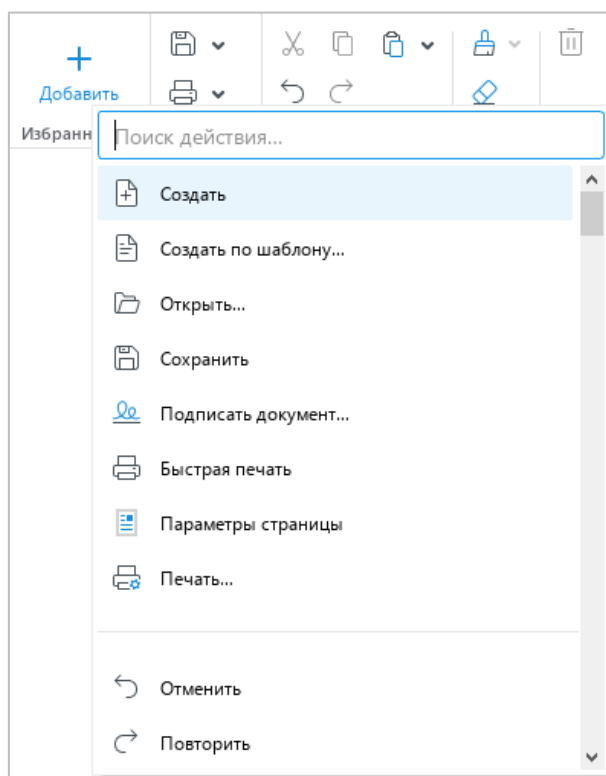 Добавить
Избранн
Поиск действия...
Создать
Создать по шаблону...
Открыть...
Сохранить
Подписать документ...
Быстрая печать
Параметры страницы
Печать...
Отменить
Повторить